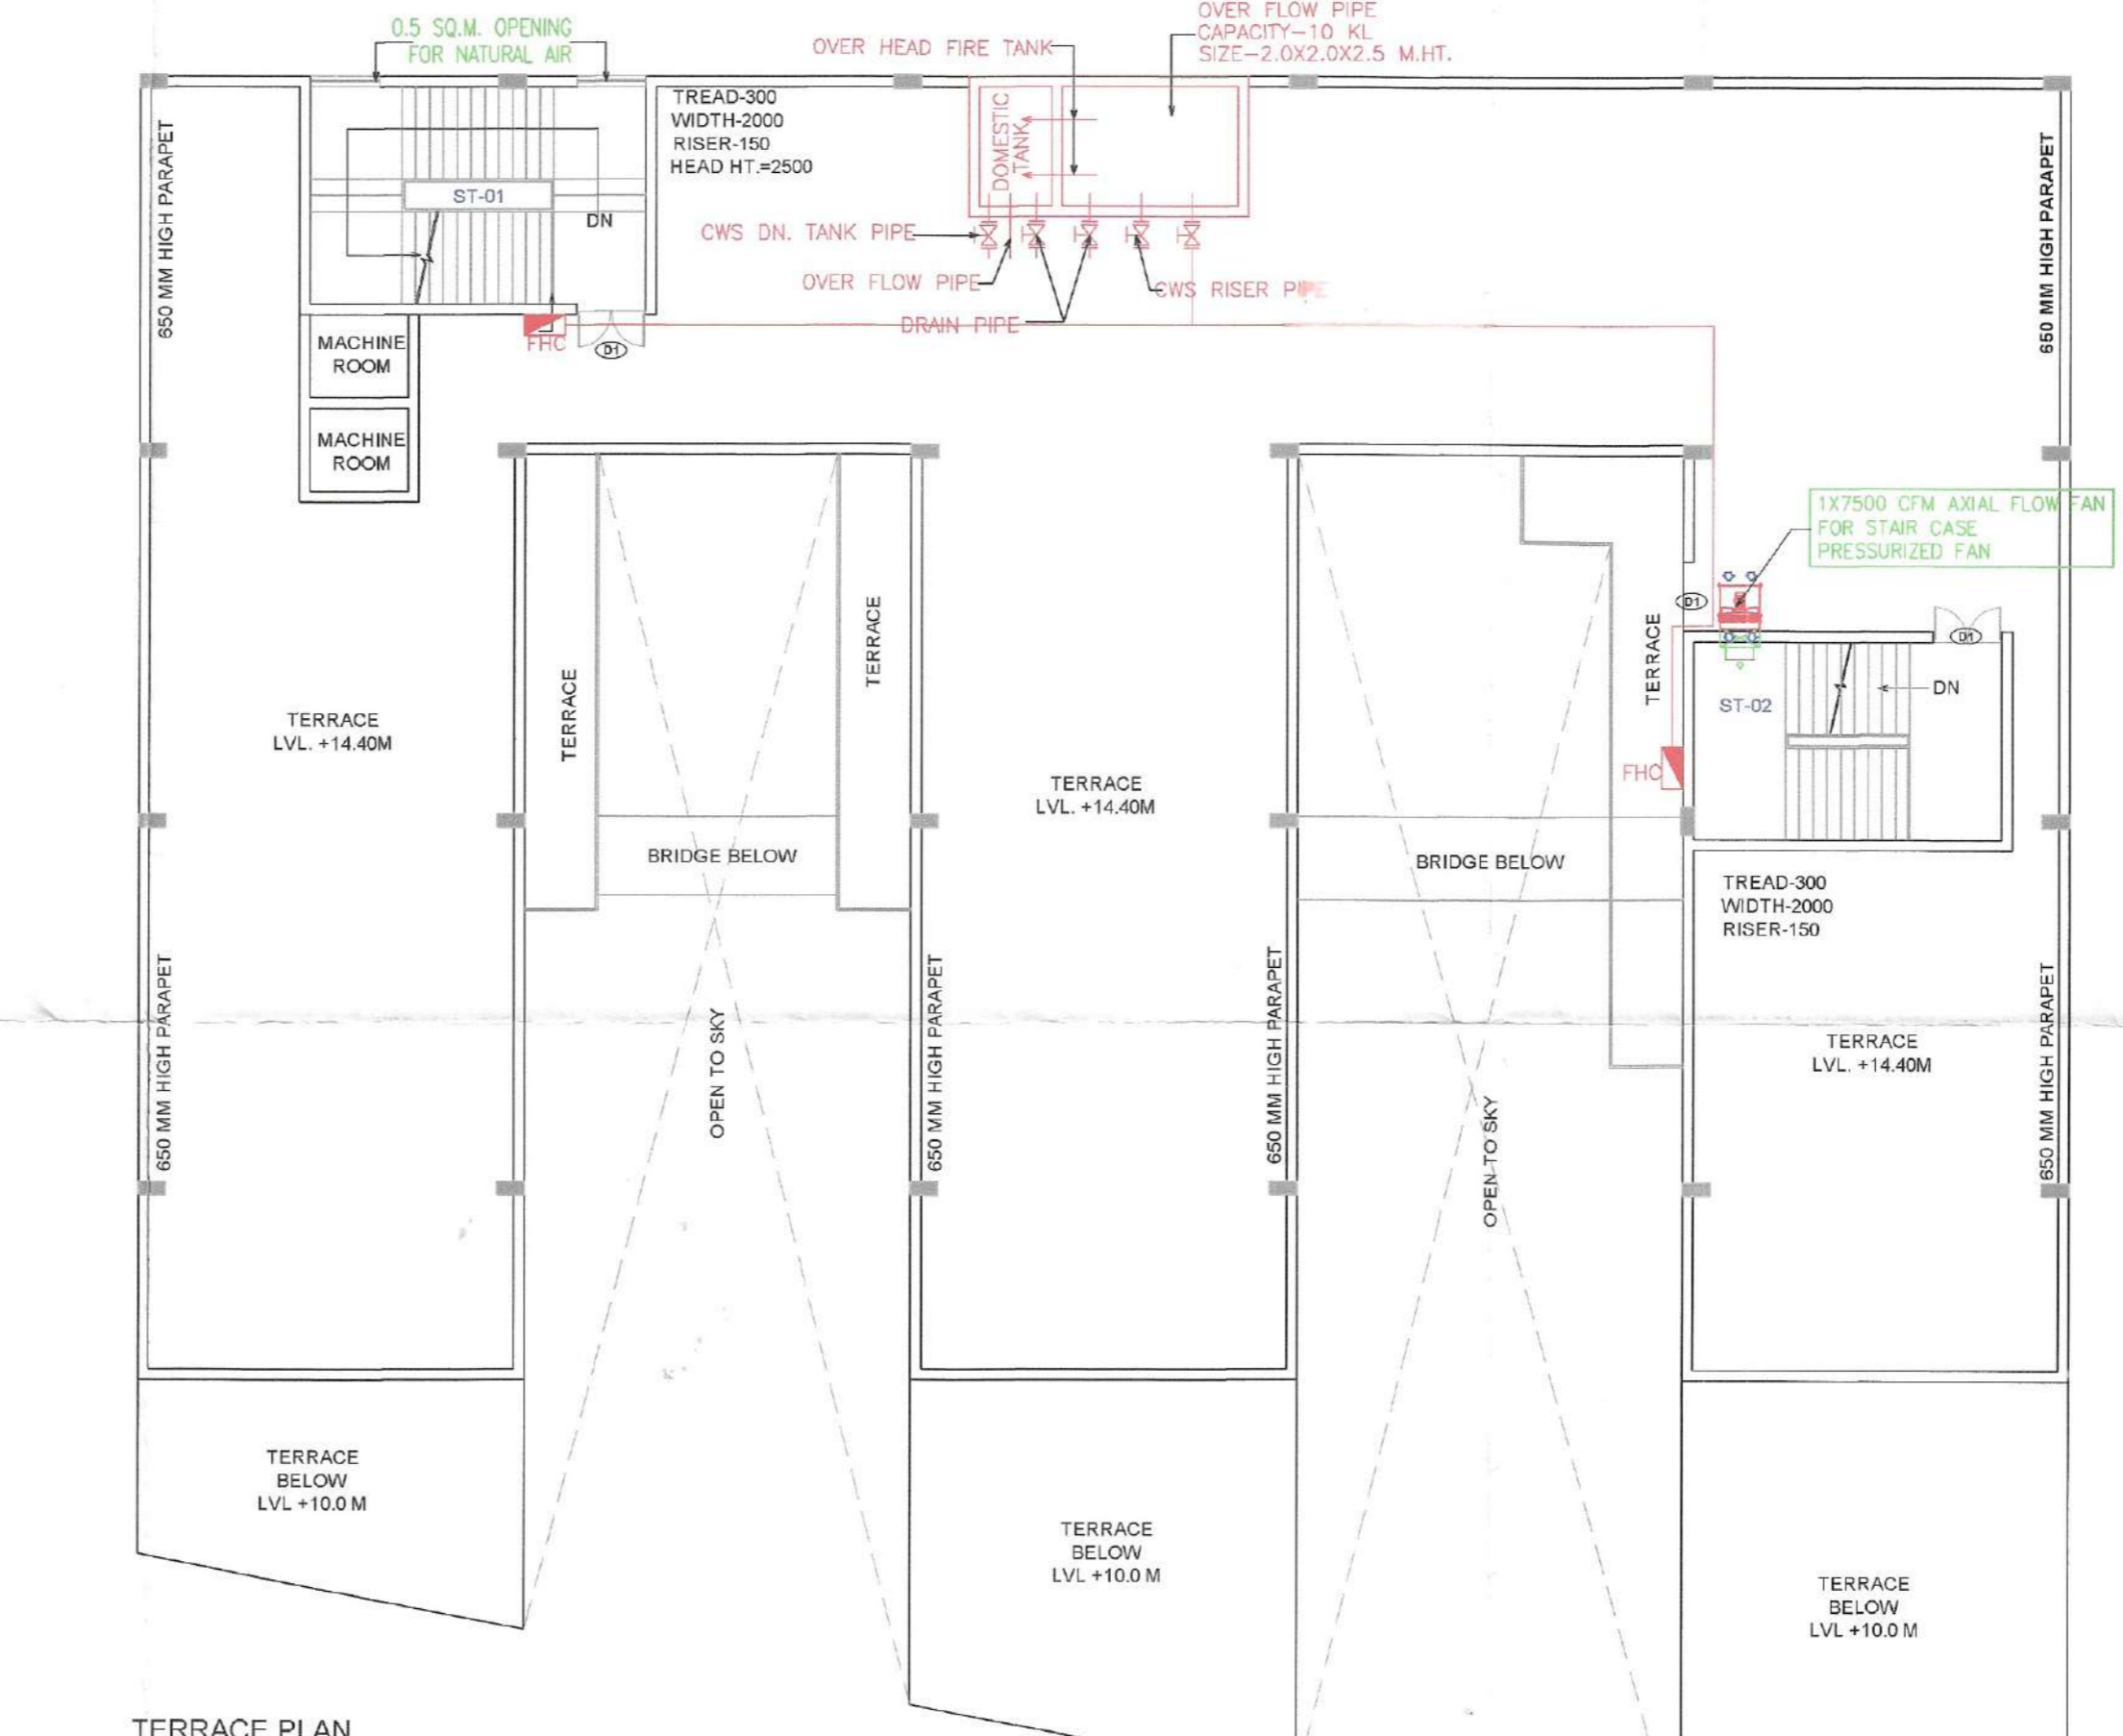 0.5 SQ.M. OPENING
FOR NATURAL AIR
OVER HEAD FIRE TANK
OVER FLOW PIPE
CAPACITY-10 KL
SIZE-2.0X2.0X2.5 M.HT.
TREAD-300
WIDTH-2000
RISER-150
HEAD HT.=2500
DOMESTIC
TANK
650 MM HIGH PARAPET
650 MM HIGH PARAPET
ST-01
DN
CWS DN. TANK PIPE
OVER FLOW PIPE
CWS RISER PIPE
DRAIN PIPE
FHC
D1
MACHINE
ROOM
MACHINE
ROOM
1X7500 CFM AXIAL FLOW FAN
FOR STAIR CASE
PRESSURIZED FAN
D1
D1
TERRACE
TERRACE
TERRACE
ST-02
DN
TERRACE
LVL. +14.40M
TERRACE
LVL. +14.40M
FHC
BRIDGE BELOW
BRIDGE BELOW
TREAD-300
WIDTH-2000
RISER-150
650 MM HIGH PARAPET
OPEN TO SKY
650 MM HIGH PARAPET
650 MM HIGH PARAPET
OPEN TO SKY
TERRACE
LVL. +14.40M
650 MM HIGH PARAPET
TERRACE
BELOW
LVL +10.0 M
TERRACE
BELOW
LVL +10.0 M
TERRACE
BELOW
LVL +10.0 M
TERRACE PLAN